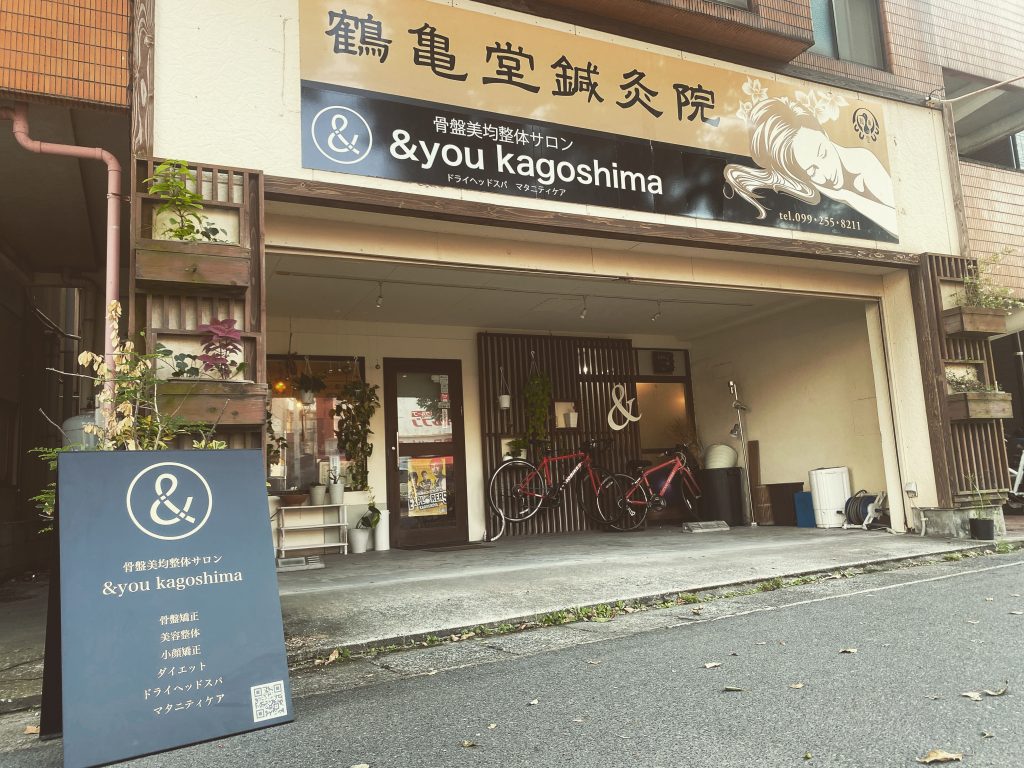 鶴亀堂鍼灸院
&
骨盤美均整体サロン
&you kagoshima
ドライヘッドスパ マタニティケア
tel.099・255・8211
&
&
骨盤美均整体サロン
&you kagoshima
骨盤矯正
美容整体
小顔矯正
ダイエット
ドライヘッドスパ
マタニティケア